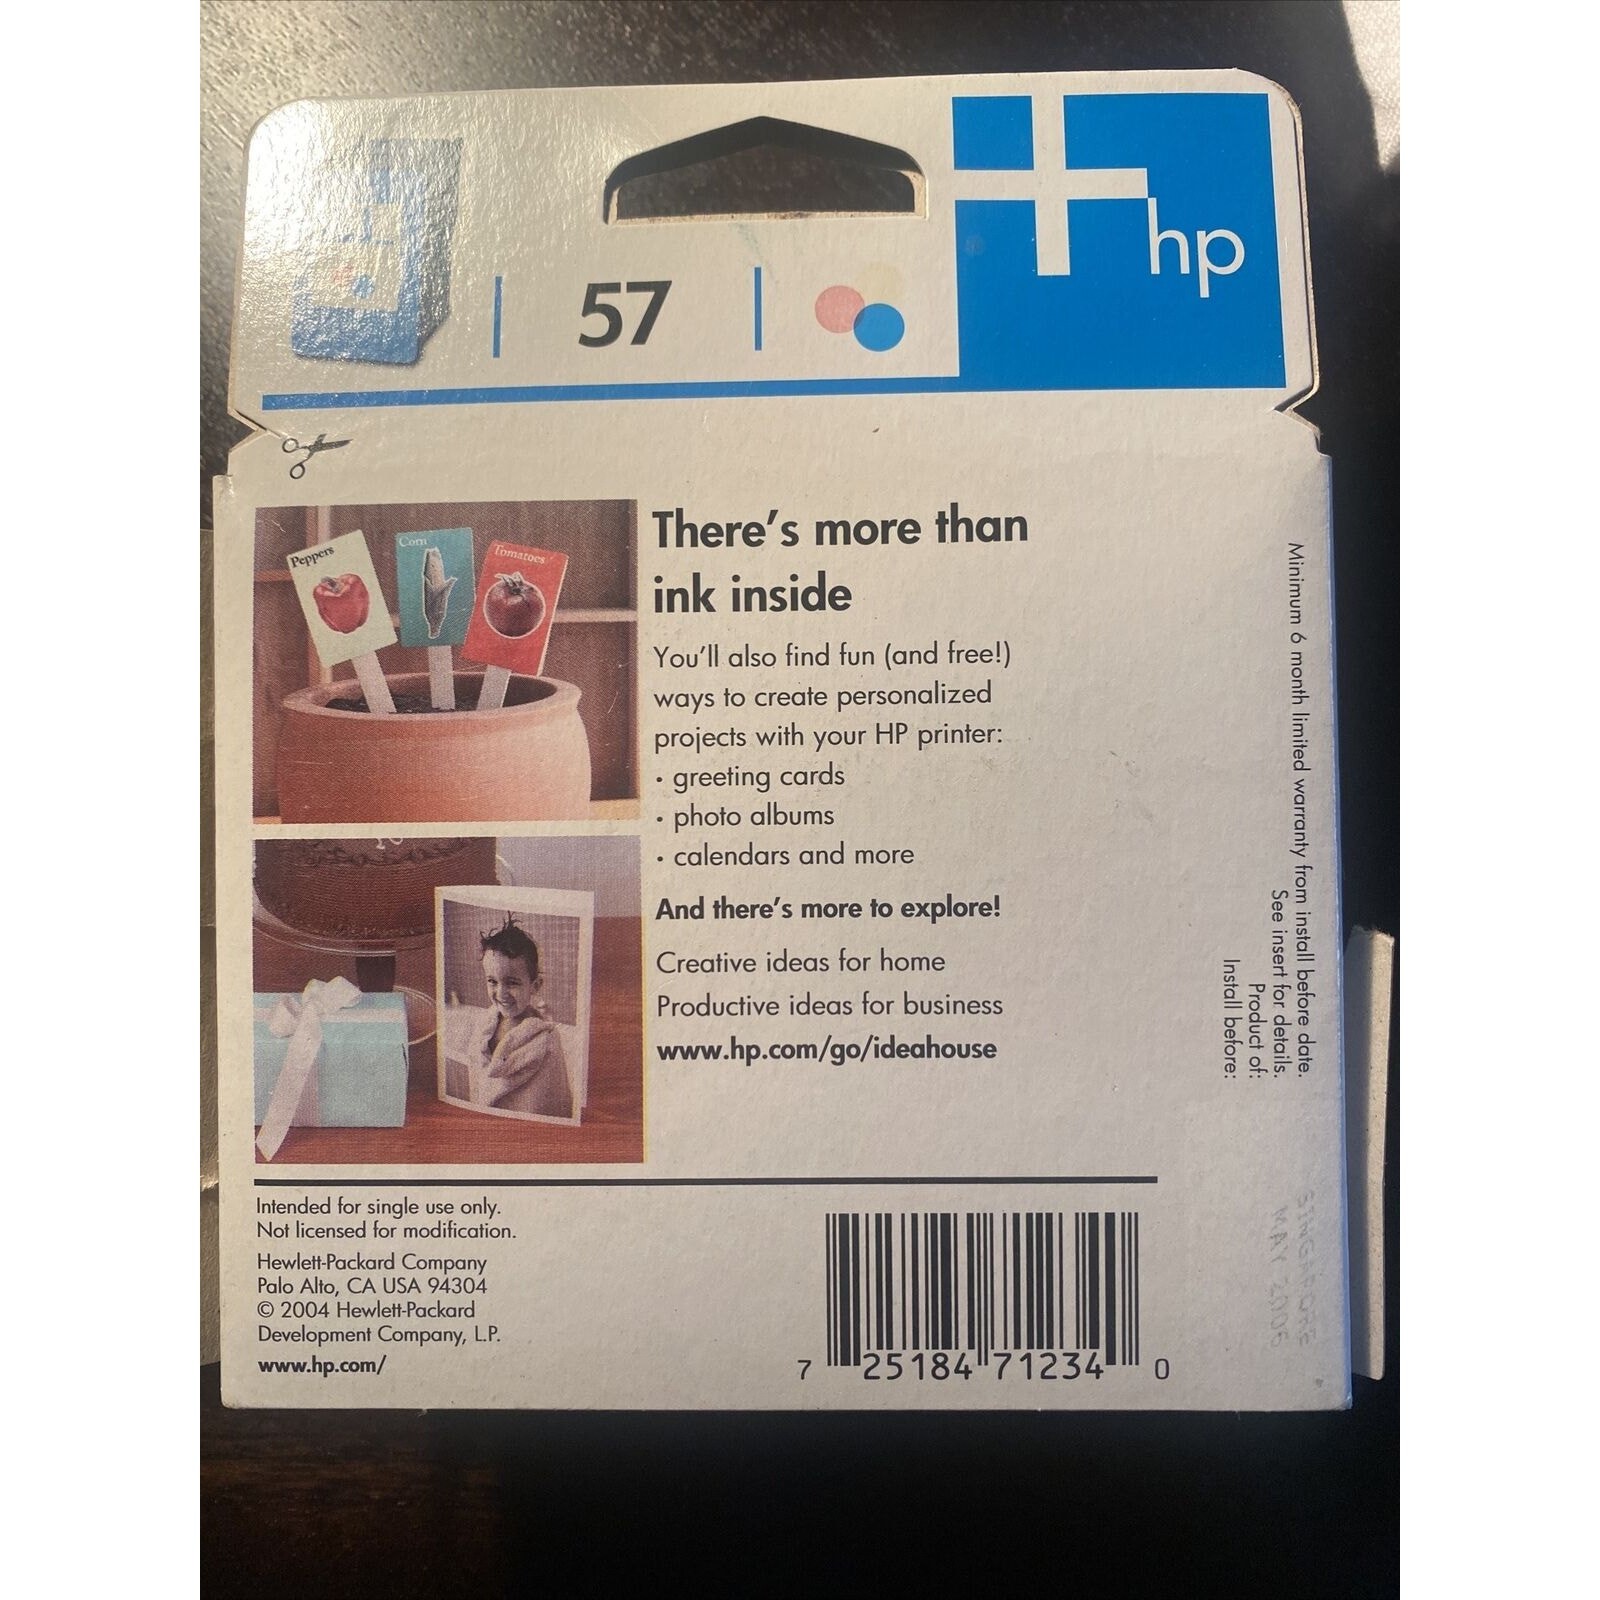 57
hp
Peppers
Corn
Tomatoes
There's more than
ink inside
You'll also find fun (and free!)
ways to create personalized
projects with your HP printer:
• greeting cards
• photo albums
• calendars and more
And there's more to explore!
Creative ideas for home
Productive ideas for business
www.hp.com/go/ideahouse
Minimum 6 month limited warranty from install before date.
See insert for details.
Product of:
Install before:
SINGAPORE
MAY 2006
Intended for single use only.
Not licensed for modification.
Hewlett-Packard Company
Palo Alto, CA USA 94304
© 2004 Hewlett-Packard
Development Company, L.P.
www.hp.com/
7 25184 71234 0